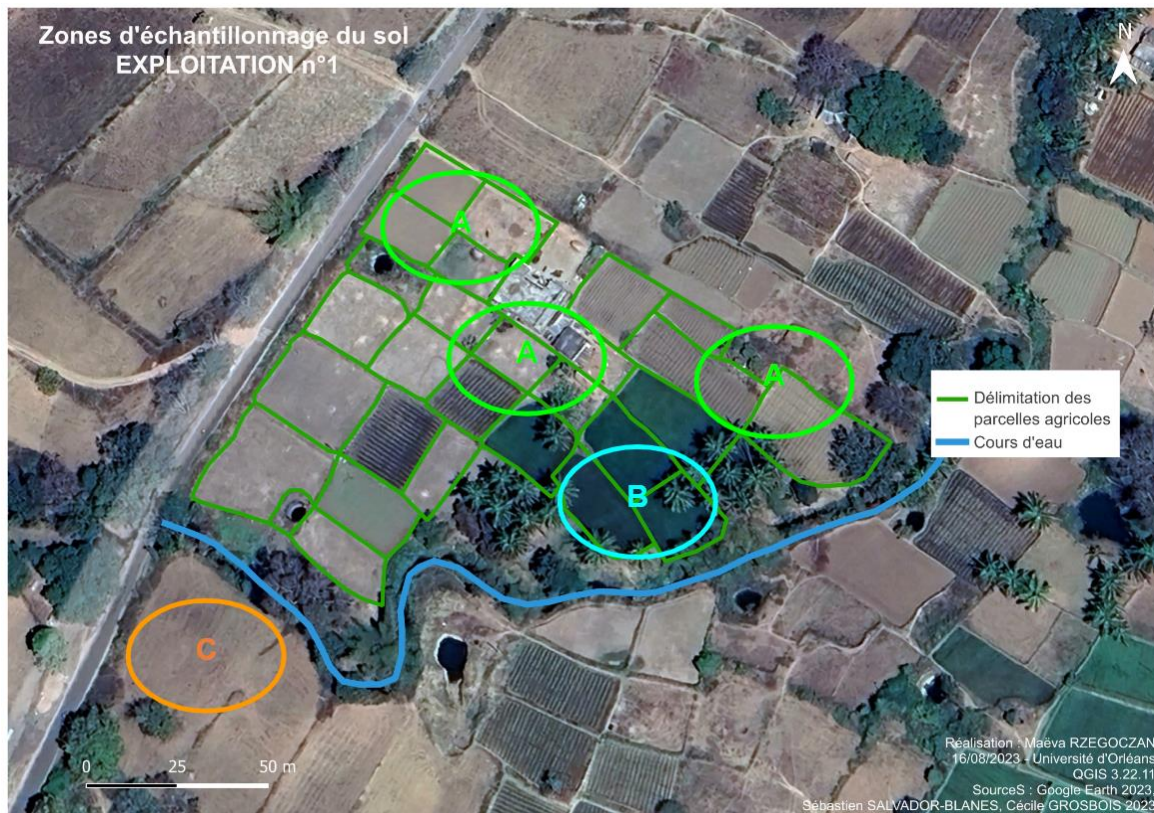 Zones d'échantillonnage du sol
EXPLOITATION n°1
N
A
A
A
B
C
Délimitation des
parcelles agricoles
Cours d'eau
0 25 50 m
Réalisation : Maëva RZEGOCZAN
16/08/2023 - Université d'Orléans
QGIS 3.22.11
SourceS : Google Earth 2023,
Sébastien SALVADOR-BLANES, Cécile GROSBOIS 2023